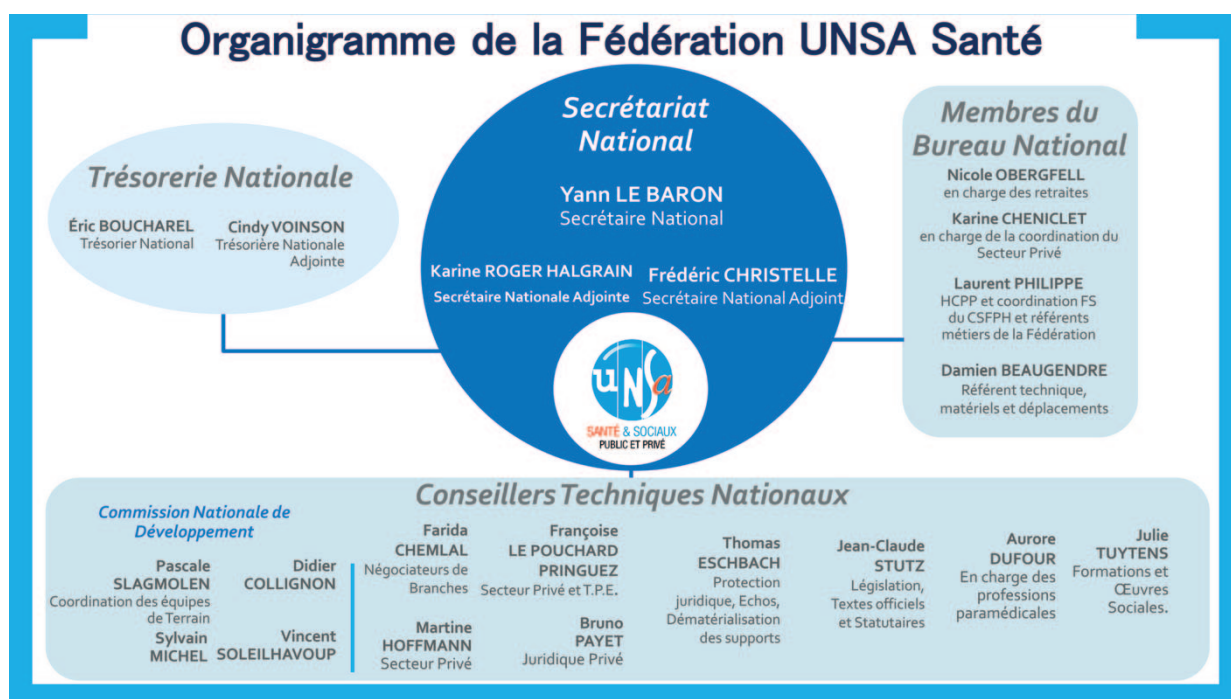 Organigramme de la Fédération UNSA Santé
Secrétariat
National
Yann LE BARON
Secrétaire National
Karine ROGER HALGRAIN
Secrétaire Nationale Adjointe
Frédéric CHRISTELLE
Secrétaire National Adjoint
UNSa
SANTÉ & SOCIAUX
PUBLIC ET PRIVÉ
Trésorerie Nationale
Éric BOUCHAREL
Trésorier National
Cindy VOINSON
Trésorière Nationale
Adjointe
Membres du
Bureau National
Nicole OBERGFELL
en charge des retraites
Karine CHENICLET
en charge de la coordination du
Secteur Privé
Laurent PHILIPPE
HCPP et coordination FS
du CSFPH et référents
métiers de la Fédération
Damien BEAUGENDRE
Référent technique,
matériels et déplacements
Conseillers Techniques Nationaux
Commission Nationale de
Développement
Pascale
SLAGMOLEN
Coordination des équipes
de Terrain
Didier
COLLIGNON
Sylvain
MICHEL
Vincent
SOLEILHAVOUP
Farida
CHEMLAL
Négociateurs de
Branches
Françoise
LE POUCHARD
PRINGUEZ
Secteur Privé et T.P.E.
Martine
HOFFMANN
Secteur Privé
Bruno
PAYET
Juridique Privé
Thomas
ESCHBACH
Protection
juridique, Echos,
Dématérialisation
des supports
Jean-Claude
STUTZ
Législation,
Textes officiels
et Statutaires
Aurore
DUFOUR
En charge des
professions
paramédicales
Julie
TUYTENS
Formations et
Œuvres
Sociales.